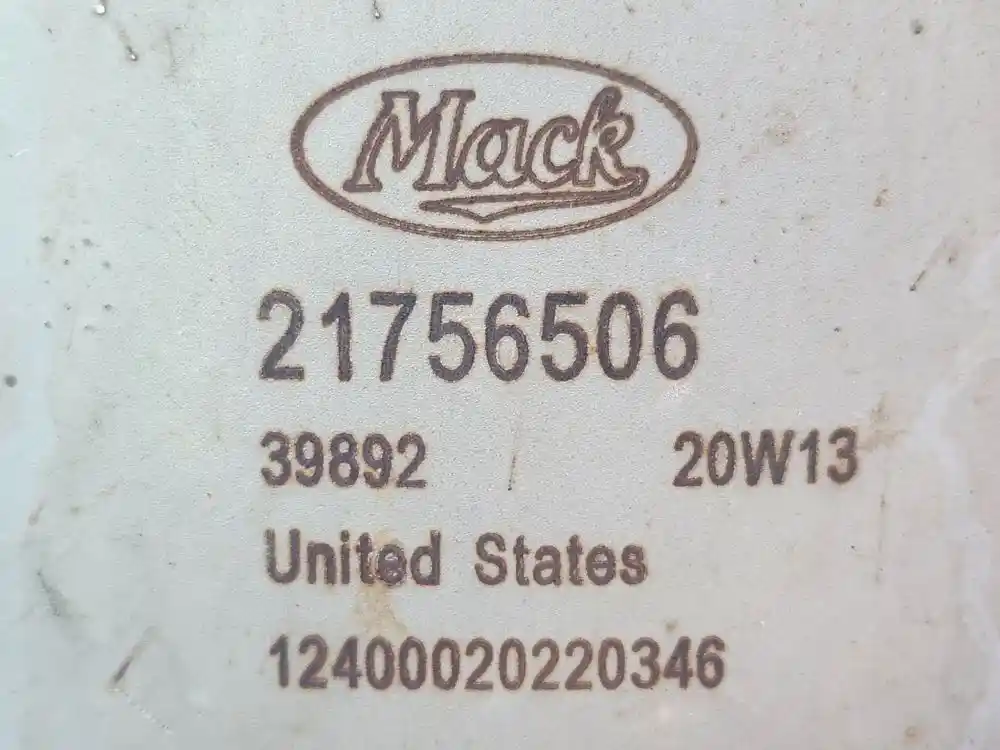 Mack
21756506
39892 20W13
United States
12400020220346